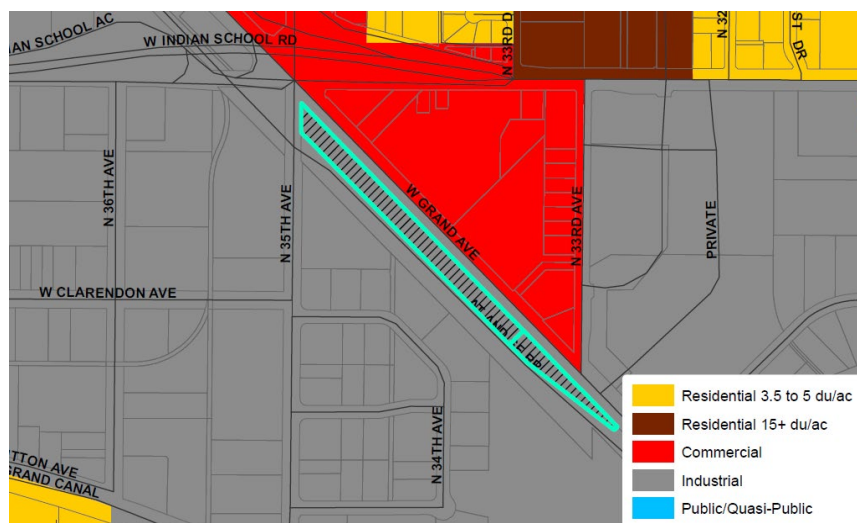 IAN SCHOOL AC
W INDIAN SCHOOL RD
N 33RD D
N 32
ST DR
N 36TH AVE
N 35TH AVE
W GRAND AVE
N 33RD AVE
PRIVATE
W CLARENDON AVE
N 34TH AVE
TTON AVE
GRAND CANAL
Residential 3.5 to 5 du/ac
Residential 15+ du/ac
Commercial
Industrial
Public/Quasi-Public